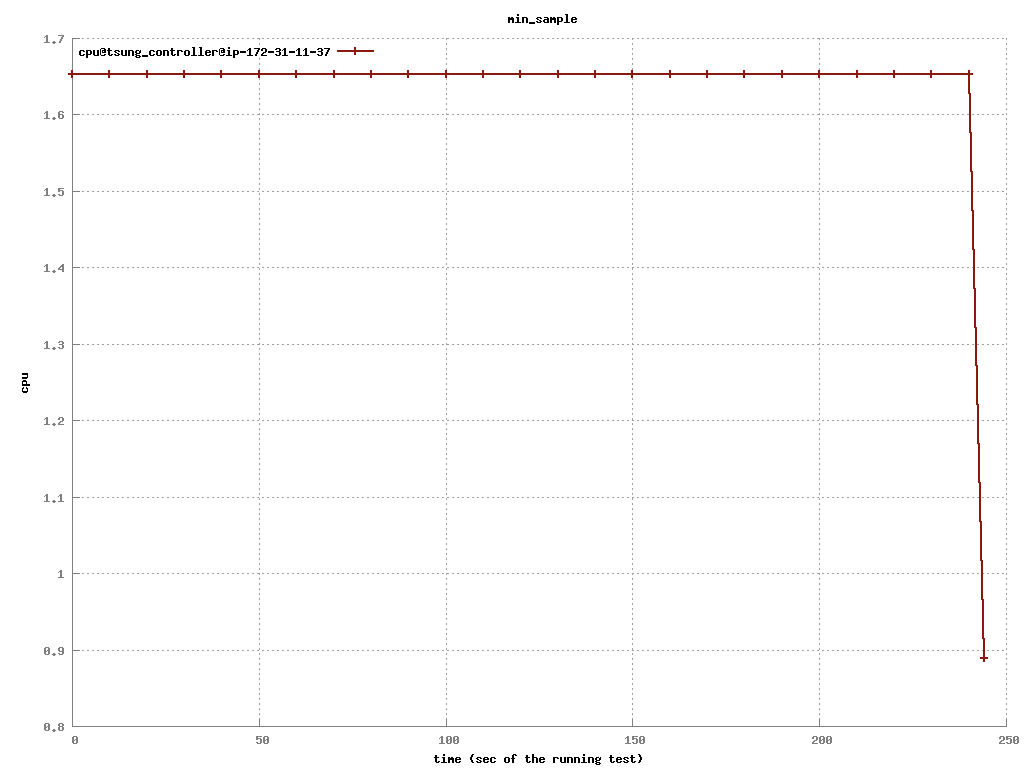 min_sample
1.7
cpu@tsung_controller@ip-172-31-11-37
1.6
1.5
1.4
1.3
cpu
1.2
1.1
1
0.9
0.8
0 50 100 150 200 250
time (sec of the running test)